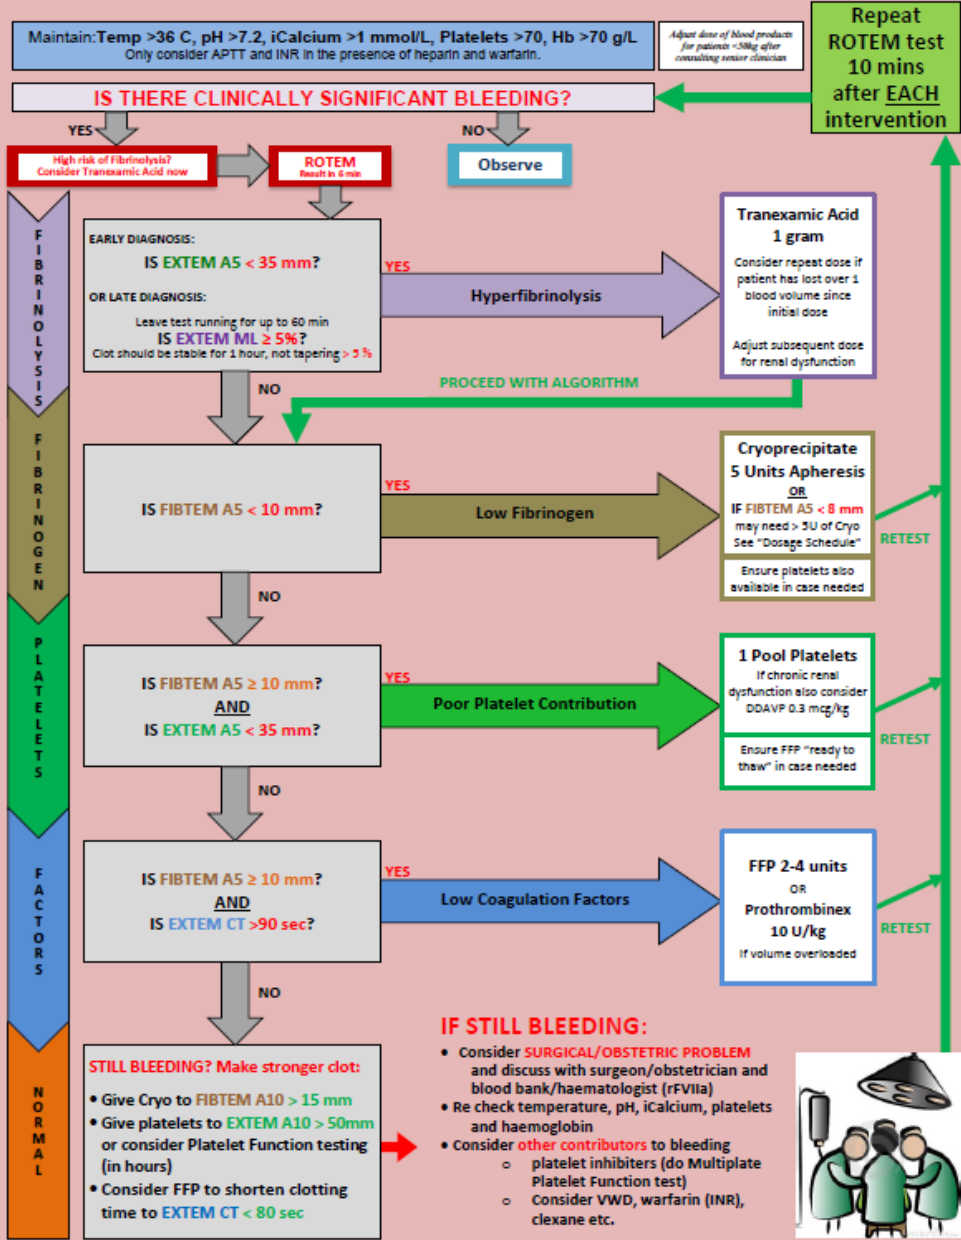 Maintain:Temp >36 C, pH >7.2, iCalcium >1 mmol/L, Platelets >70, Hb >70 g/L
Only consider APTT and INR in the presence of heparin and warfarin.
Adjust dose of blood products
for patients <50kg after
consulting senior clinician
Repeat
ROTEM test
10 mins
after EACH
intervention
IS THERE CLINICALLY SIGNIFICANT BLEEDING?
YES
NO
High risk of Fibrinolysis?
Consider Tranexamic Acid now
ROTEM
Result in 6 min
Observe
FIBRINOLYSIS
EARLY DIAGNOSIS:
IS EXTEM A5 < 35 mm?
OR LATE DIAGNOSIS:
Leave test running for up to 60 min
IS EXTEM ML ≥ 5%?
Clot should be stable for 1 hour, not tapering > 5 %
YES
Hyperfibrinolysis
Tranexamic Acid
1 gram
Consider repeat dose if
patient has lost over 1
blood volume since
initial dose
Adjust subsequent dose
for renal dysfunction
NO
PROCEED WITH ALGORITHM
FIBRINOGEN
IS FIBTEM A5 < 10 mm?
YES
Low Fibrinogen
Cryoprecipitate
5 Units Apheresis
OR
IF FIBTEM A5 < 8 mm
may need > 5U of Cryo
See "Dosage Schedule"
Ensure platelets also
available in case needed
RETEST
NO
PLATELETS
IS FIBTEM A5 ≥ 10 mm?
AND
IS EXTEM A5 < 35 mm?
YES
Poor Platelet Contribution
1 Pool Platelets
If chronic renal
dysfunction also consider
DDAVP 0.3 mcg/kg
Ensure FFP "ready to
thaw" in case needed
RETEST
NO
FACTORS
IS FIBTEM A5 ≥ 10 mm?
AND
IS EXTEM CT >90 sec?
YES
Low Coagulation Factors
FFP 2-4 units
OR
Prothrombinex
10 U/kg
If volume overloaded
RETEST
NO
NORMAL
STILL BLEEDING? Make stronger clot:
• Give Cryo to FIBTEM A10 > 15 mm
• Give platelets to EXTEM A10 > 50mm
or consider Platelet Function testing
(in hours)
• Consider FFP to shorten clotting
time to EXTEM CT < 80 sec
IF STILL BLEEDING:
• Consider SURGICAL/OBSTETRIC PROBLEM
and discuss with surgeon/obstetrician and
blood bank/haematologist (rFVIIa)
• Re check temperature, pH, iCalcium, platelets
and haemoglobin
• Consider other contributors to bleeding
o platelet inhibiters (do Multiplate
Platelet Function test)
o Consider VWD, warfarin (INR),
clexane etc.